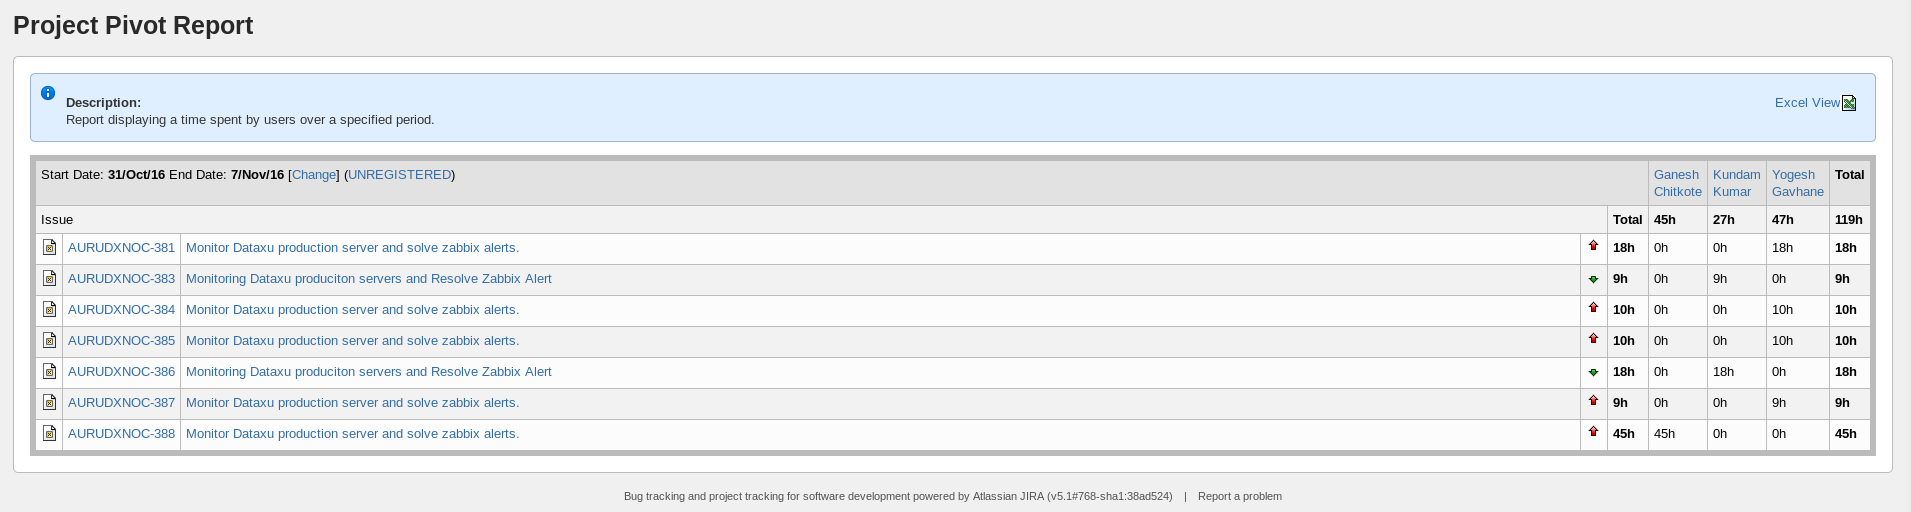 Project Pivot Report
Description:
Excel View
Report displaying a time spent by users over a specified period.
Start Date: 31/Oct/16 End Date: 7/Nov/16 [Change] (UNREGISTERED) Ganesh Chitkote Kundam Kumar Yogesh Gavhane Total
Issue Total 45h 27h 47h 119h
AURUDXNOC-381 Monitor Dataxu production server and solve zabbix alerts. 18h 0h 0h 18h 18h
AURUDXNOC-383 Monitoring Dataxu produciton servers and Resolve Zabbix Alert 9h 0h 9h 0h 9h
AURUDXNOC-384 Monitor Dataxu production server and solve zabbix alerts. 10h 0h 0h 10h 10h
AURUDXNOC-385 Monitor Dataxu production server and solve zabbix alerts. 10h 0h 0h 10h 10h
AURUDXNOC-386 Monitoring Dataxu produciton servers and Resolve Zabbix Alert 18h 0h 18h 0h 18h
AURUDXNOC-387 Monitor Dataxu production server and solve zabbix alerts. 9h 0h 0h 9h 9h
AURUDXNOC-388 Monitor Dataxu production server and solve zabbix alerts. 45h 45h 0h 0h 45h
Bug tracking and project tracking for software development powered by Atlassian JIRA (v5.1#768-sha1:38ad524) | Report a problem